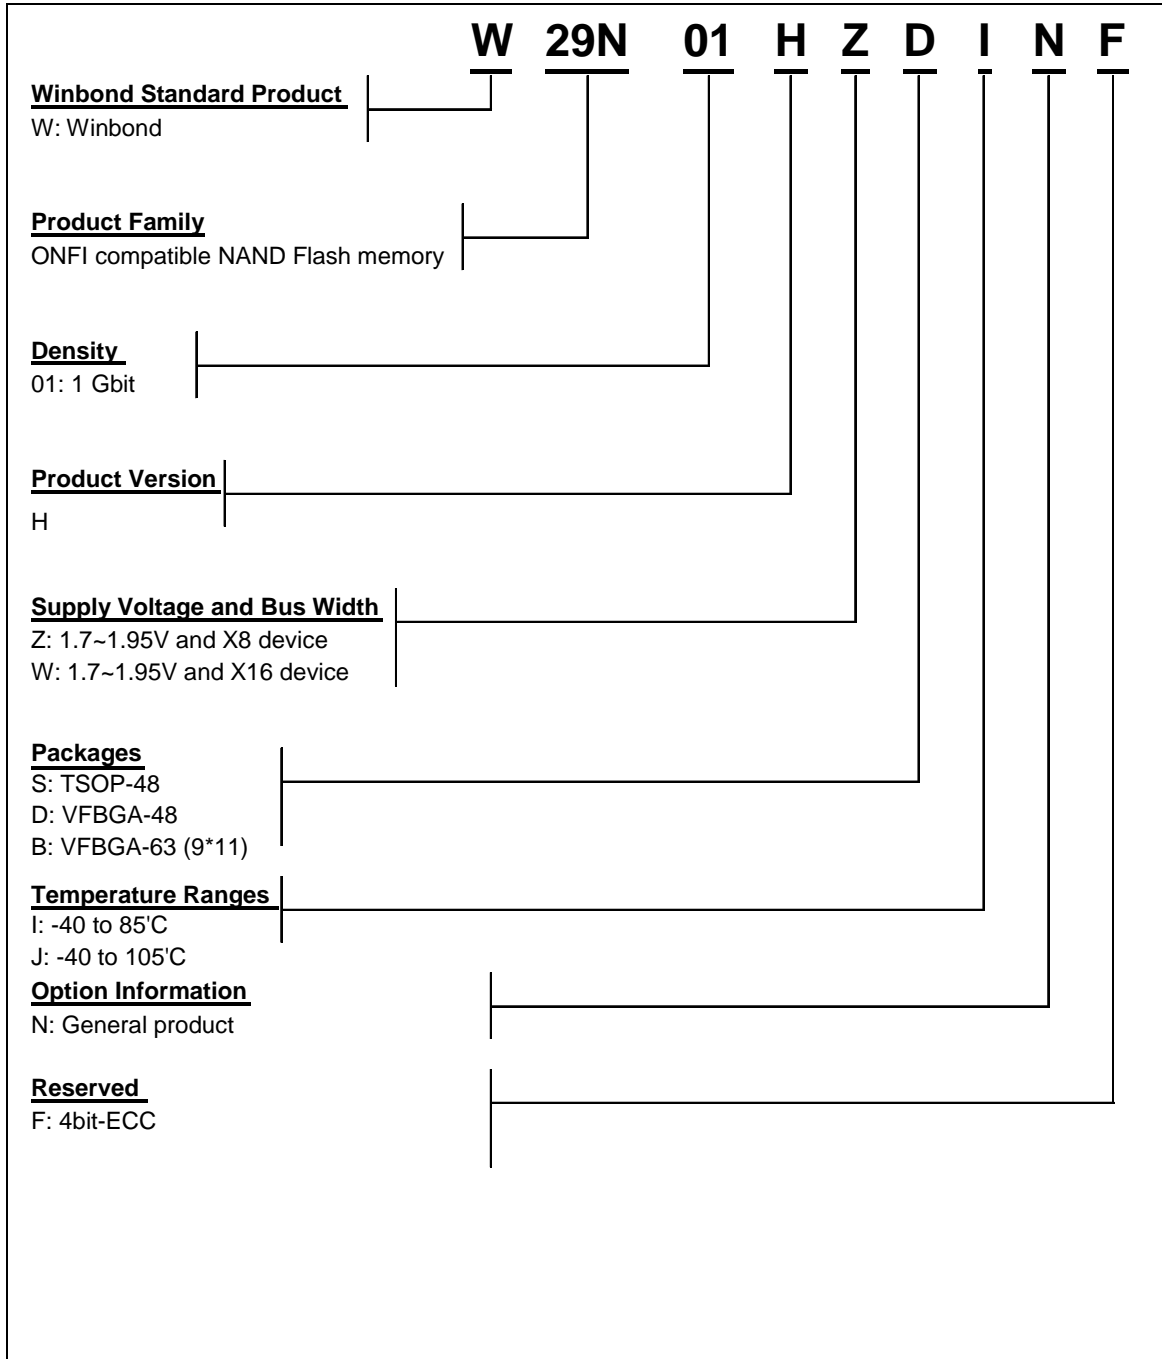 W 29N 01 H Z D I N F
Winbond Standard Product
W: Winbond
Product Family
ONFI compatible NAND Flash memory
Density
01: 1 Gbit
Product Version
H
Supply Voltage and Bus Width
Z: 1.7~1.95V and X8 device
W: 1.7~1.95V and X16 device
Packages
S: TSOP-48
D: VFBGA-48
B: VFBGA-63 (9*11)
Temperature Ranges
I: -40 to 85'C
J: -40 to 105'C
Option Information
N: General product
Reserved
F: 4bit-ECC